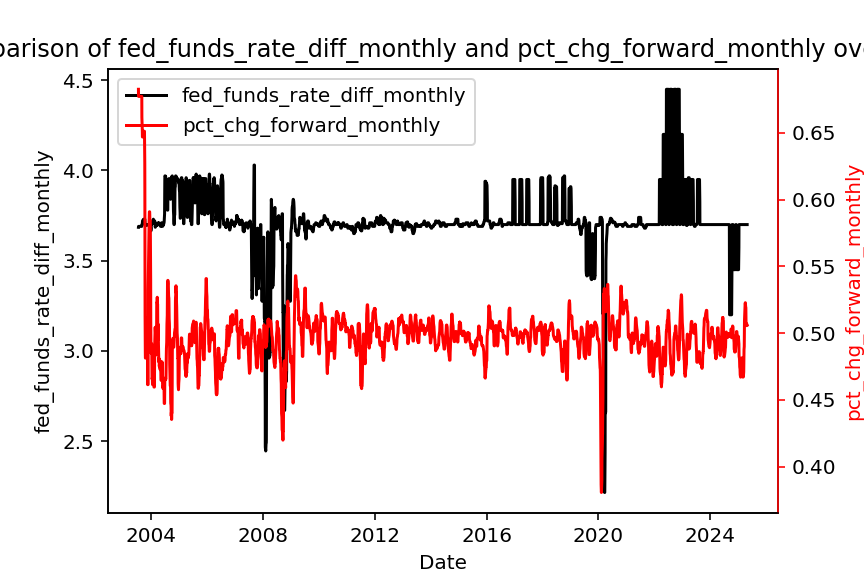 parison of fed_funds_rate_diff_monthly and pct_chg_forward_monthly ov
fed_funds_rate_diff_monthly
pct_chg_forward_monthly
4.5
4.0
3.5
3.0
2.5
fed_funds_rate_diff_monthly
0.65
0.60
0.55
0.50
0.45
0.40
pct_chg_forward_monthly
2004
2008
2012
2016
2020
2024
Date